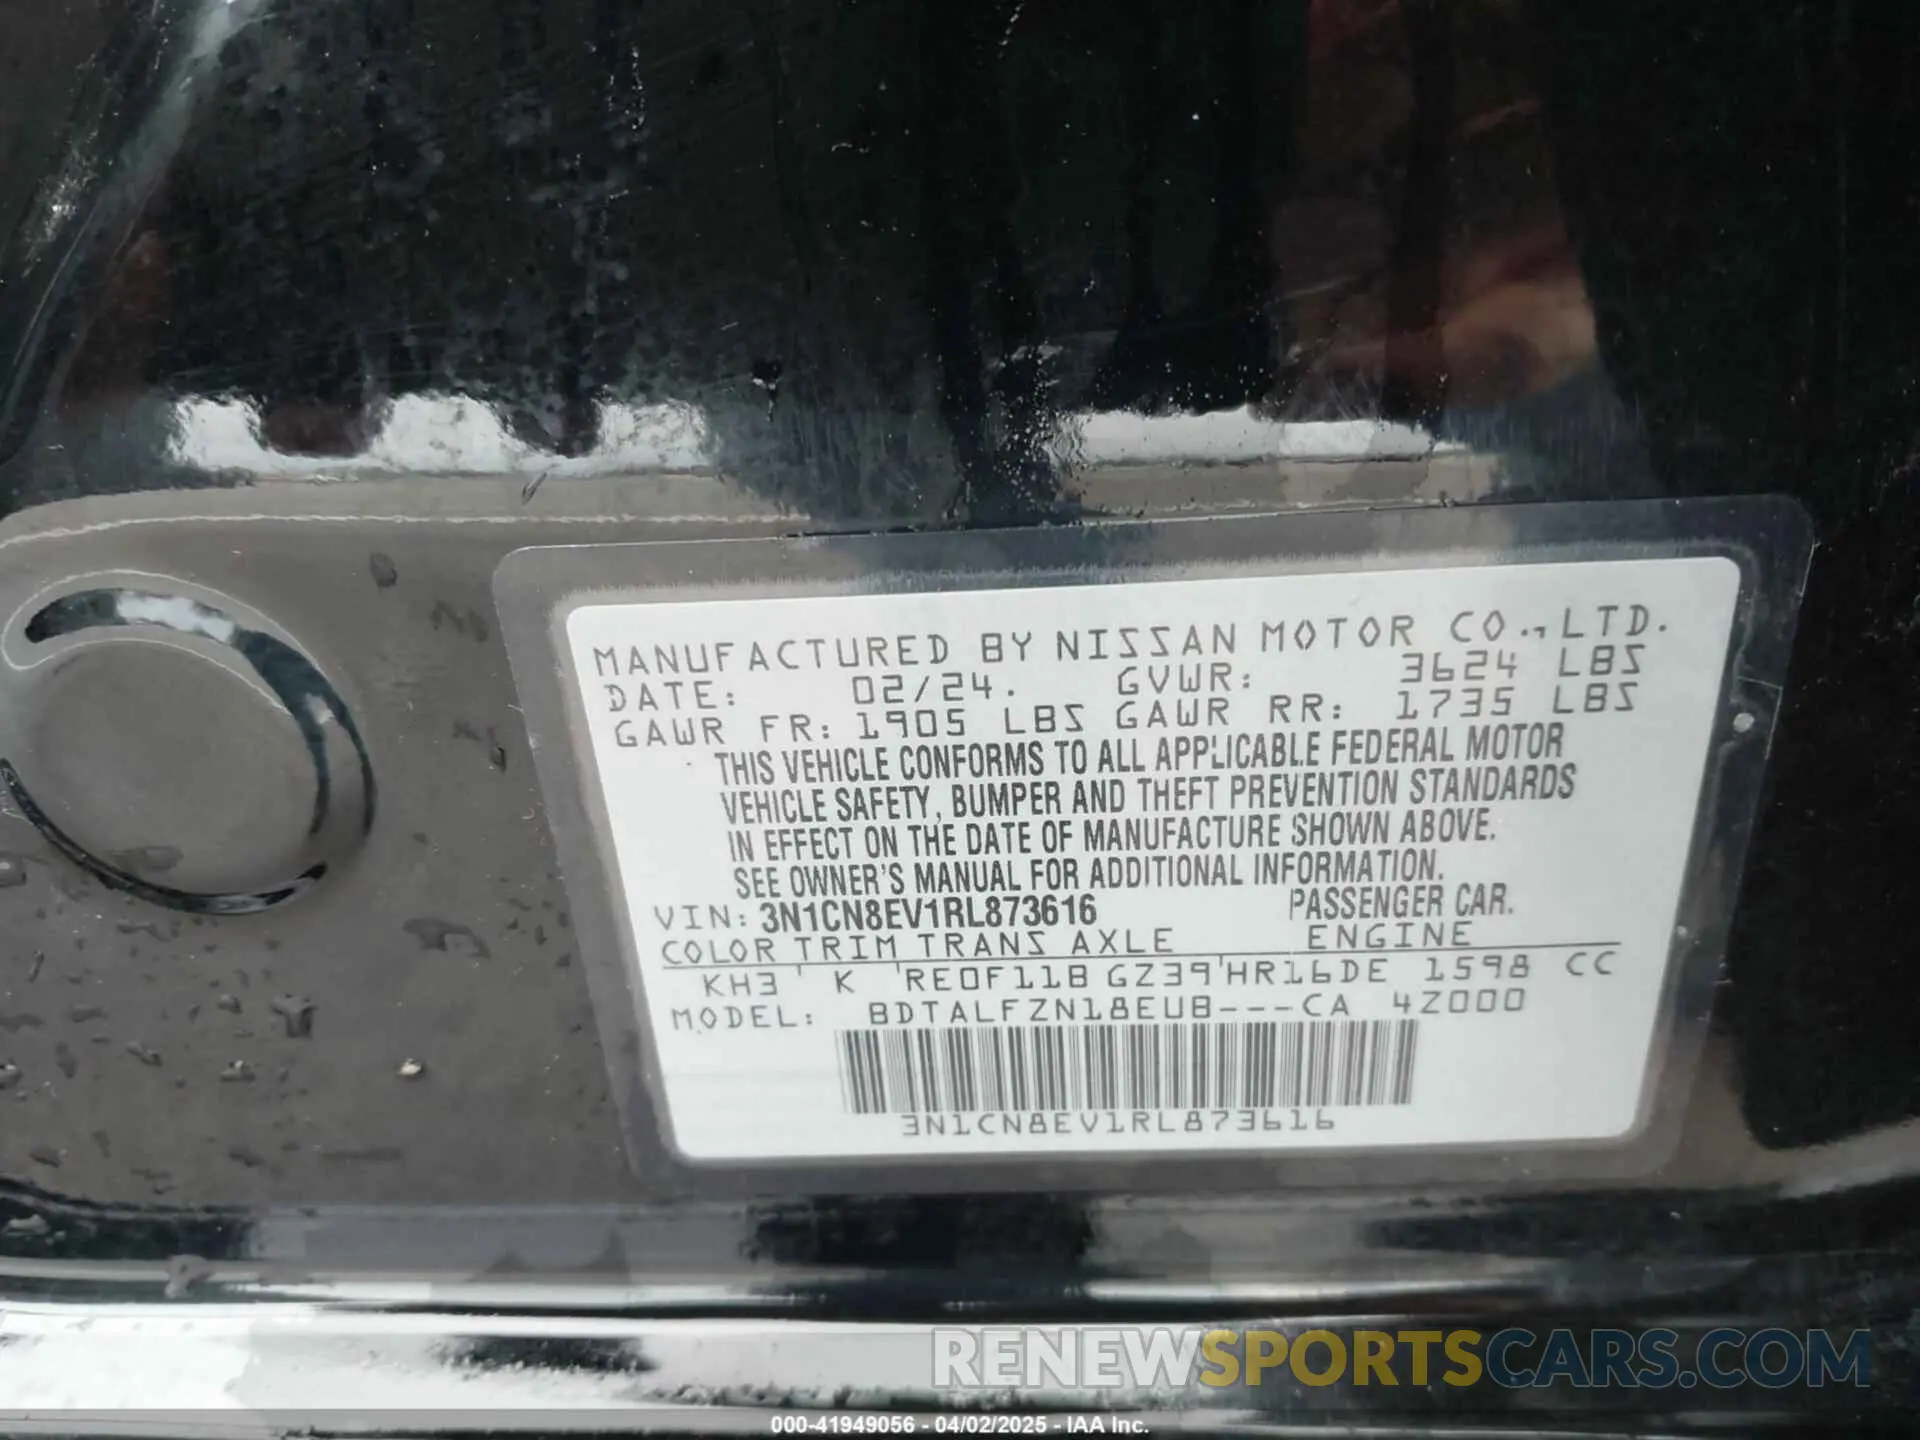 MANUFACTURED BY NISSAN MOTOR CO., LTD.
DATE: 02/24. GVWR: 3624 LBS
GAWR FR: 1905 LBS GAWR RR: 1735 LBS
THIS VEHICLE CONFORMS TO ALL APPLICABLE FEDERAL MOTOR
VEHICLE SAFETY, BUMPER AND THEFT PREVENTION STANDARDS
IN EFFECT ON THE DATE OF MANUFACTURE SHOWN ABOVE.
SEE OWNER'S MANUAL FOR ADDITIONAL INFORMATION.
VIN: 3N1CN8EV1RL873616 PASSENGER CAR.
COLOR TRIM TRANS AXLE ENGINE
KH3 K RE0F11B GZ39 HR16DE 1598 CC
MODEL: BDTALFZN18EUB---CA 4Z000
3N1CN8EV1RL873616
RENEWSPORTSCARS.COM
000-41949056 - 04/02/2025 - IAA Inc.